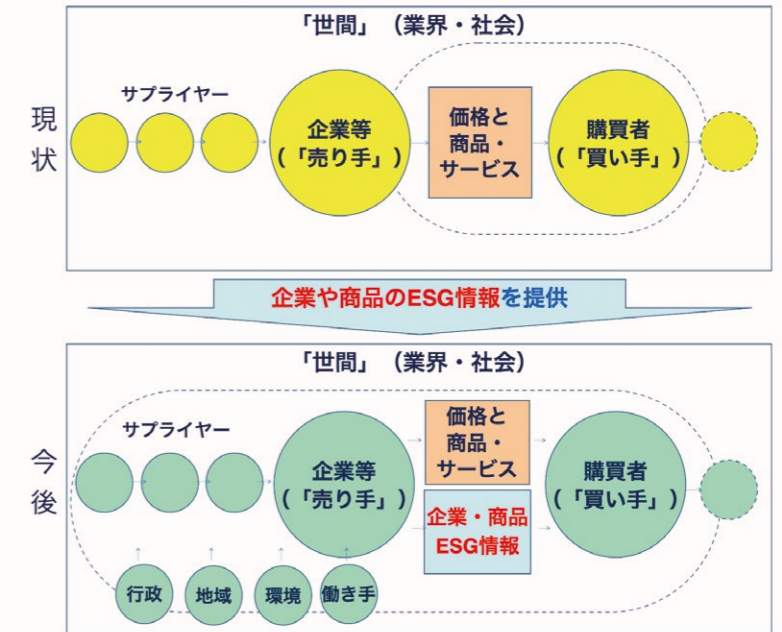 「世間」（業界・社会）
サプライヤー
現
状
企業等
（「売り手」）
価格と
商品・
サービス
購買者
（「買い手」）
企業や商品のESG情報を提供
「世間」（業界・社会）
サプライヤー
今
後
企業等
（「売り手」）
価格と
商品・
サービス
企業・商品
ESG情報
購買者
（「買い手」）
行政
地域
環境
働き手